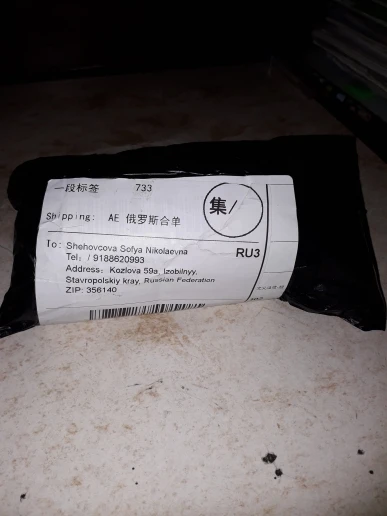 一段标签 733
集/
Shipping: AE 俄罗斯合单
To: Shehovcova Sofya Nikolaevna
RU3
Tel: / 9188620993
Address: Kozlova 59a, Izobilnyy,
Stavropolskiy kray, Russian Federation
ZIP: 356140